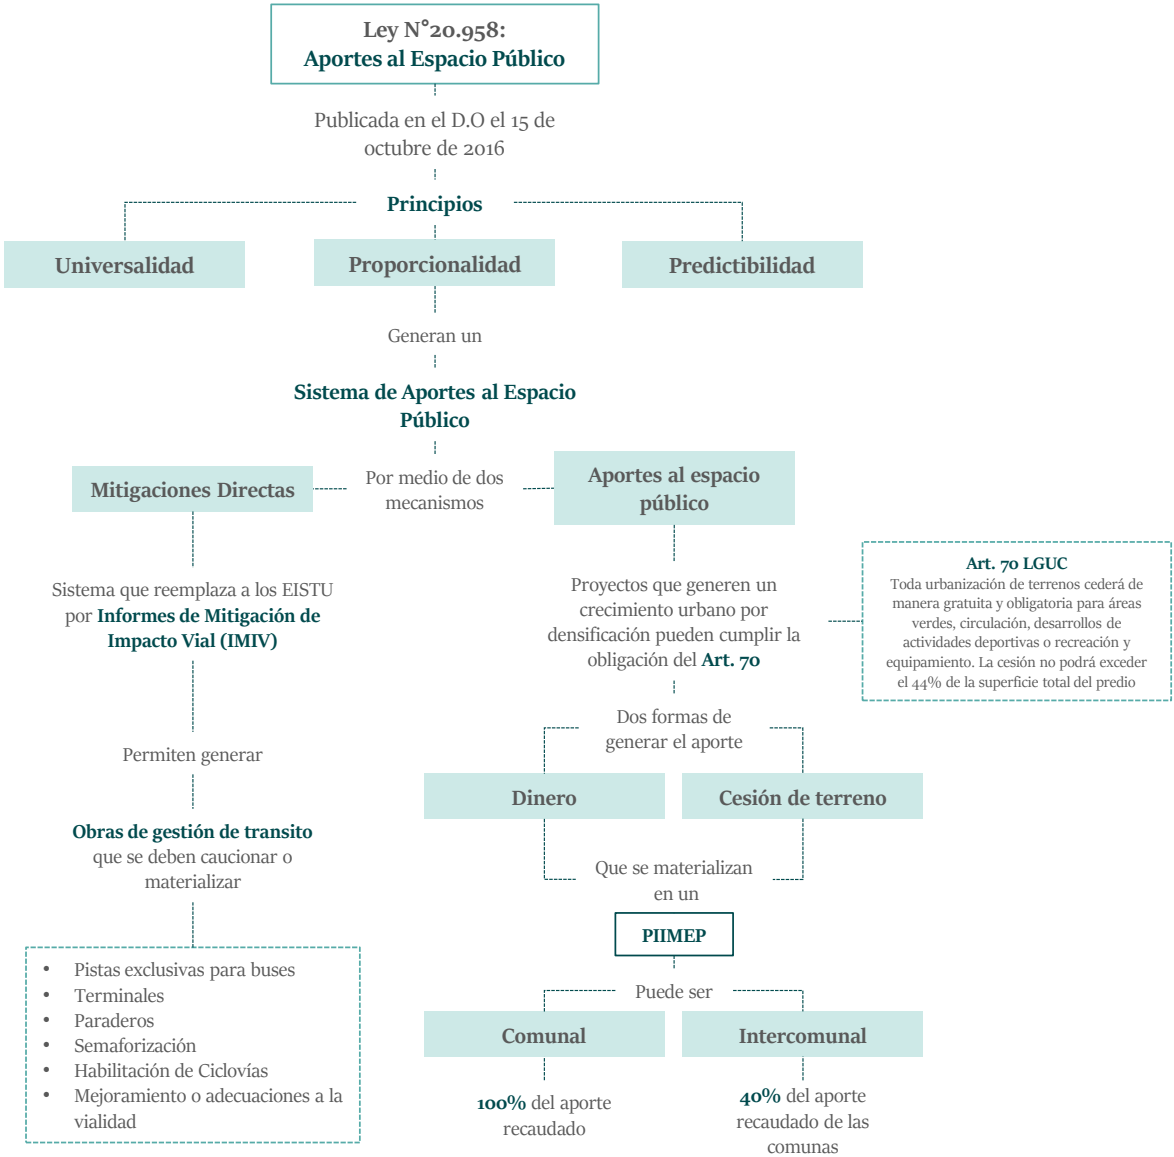 Ley N°20.958:
Aportes al Espacio Público
Publicada en el D.O el 15 de
octubre de 2016
Principios
Universalidad
Proporcionalidad
Predictibilidad
Generan un
Sistema de Aportes al Espacio
Público
Por medio de dos
mecanismos
Mitigaciones Directas
Sistema que reemplaza a los EISTU
por Informes de Mitigación de
Impacto Vial (IMIV)
Permiten generar
Obras de gestión de transito
que se deben caucionar o
materializar
• Pistas exclusivas para buses
• Terminales
• Paraderos
• Semaforización
• Habilitación de Ciclovías
• Mejoramiento o adecuaciones a la
vialidad
Aportes al espacio
público
Proyectos que generen un
crecimiento urbano por
densificación pueden cumplir la
obligación del Art. 70
Art. 70 LGUC
Toda urbanización de terrenos cederá de
manera gratuita y obligatoria para áreas
verdes, circulación, desarrollos de
actividades deportivas o recreación y
equipamiento. La cesión no podrá exceder
el 44% de la superficie total del predio
Dos formas de
generar el aporte
Dinero
Cesión de terreno
Que se materializan
en un
PIIMEP
Puede ser
Comunal
Intercomunal
100% del aporte
recaudado
40% del aporte
recaudado de las
comunas